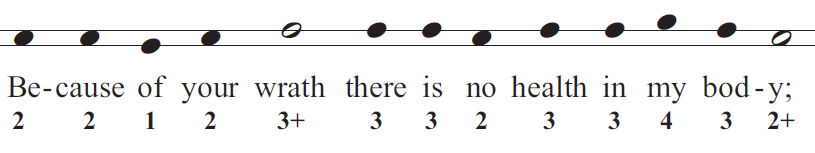 Be-cause of your wrath there is no health in my bod-y;
2 2 1 2 3+ 3 3 2 3 3 4 3 2+